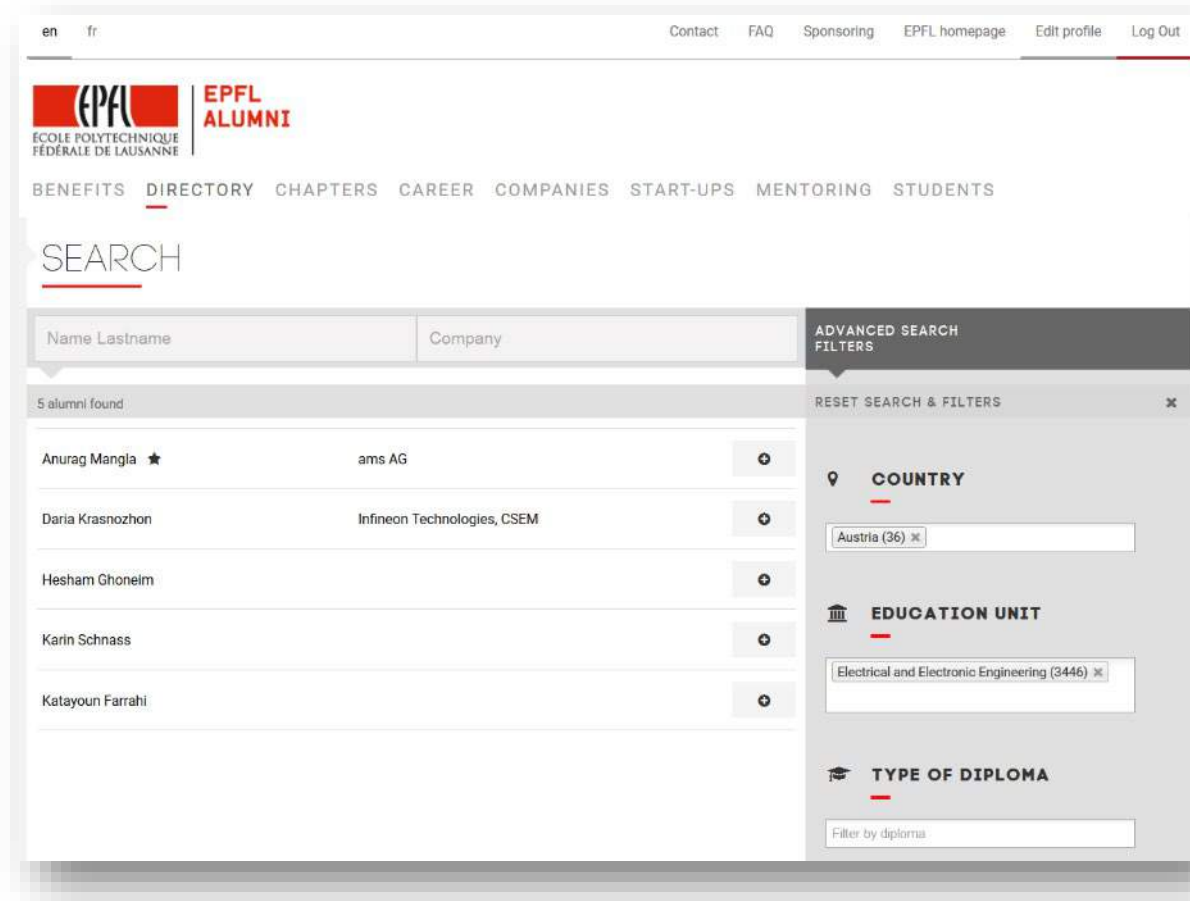 en fr Contact FAQ Sponsoring EPFL homepage Edit profile Log Out
EPFL
ÉCOLE POLYTECHNIQUE
FÉDÉRALE DE LAUSANNE
EPFL
ALUMNI
BENEFITS DIRECTORY CHAPTERS CAREER COMPANIES START-UPS MENTORING STUDENTS
SEARCH
Name Lastname Company
5 alumni found
Anurag Mangla ams AG
Daria Krasnozhon Infineon Technologies, CSEM
Hesham Ghoneim
Karin Schnass
Katayoun Farrahi
ADVANCED SEARCH
FILTERS
RESET SEARCH & FILTERS
COUNTRY
Austria (36)
EDUCATION UNIT
Electrical and Electronic Engineering (3446)
TYPE OF DIPLOMA
Filter by diploma